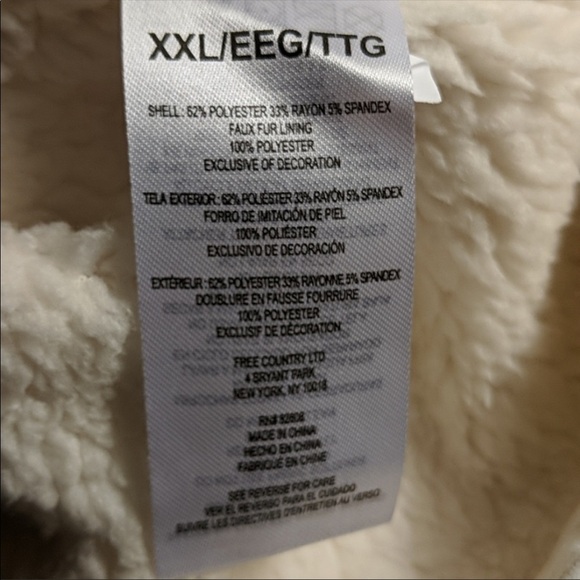 XXL/EEG/TTG
SHELL: 62% POLYESTER 33% RAYON 5% SPANDEX
FAUX FUR LINING
100% POLYESTER
EXCLUSIVE OF DECORATION
TELA EXTERIOR: 62% POLIÉSTER 33% RAYON 5% SPANDEX
FORRO DE IMITACIÓN DE PIEL
100% POLIÉSTER
EXCLUSIVO DE DECORACIÓN
EXTÉRIEUR: 62% POLYESTER 33% RAYONNE 5% SPANDEX
DOUBLURE EN FAUSSE FOURRURE
100% POLYESTER
EXCLUSIF DE DÉCORATION
FREE COUNTRY LTD
4 BRYANT PARK
NEW YORK, NY 10018
RN#
MADE IN CHINA
HECHO EN CHINA
FABRIQUÉ EN CHINE
SEE REVERSE FOR CARE
VER EL REVERSO PARA EL CUIDADO
SUIVRE LES DIRECTIVES D'ENTRETIEN AU VERSO